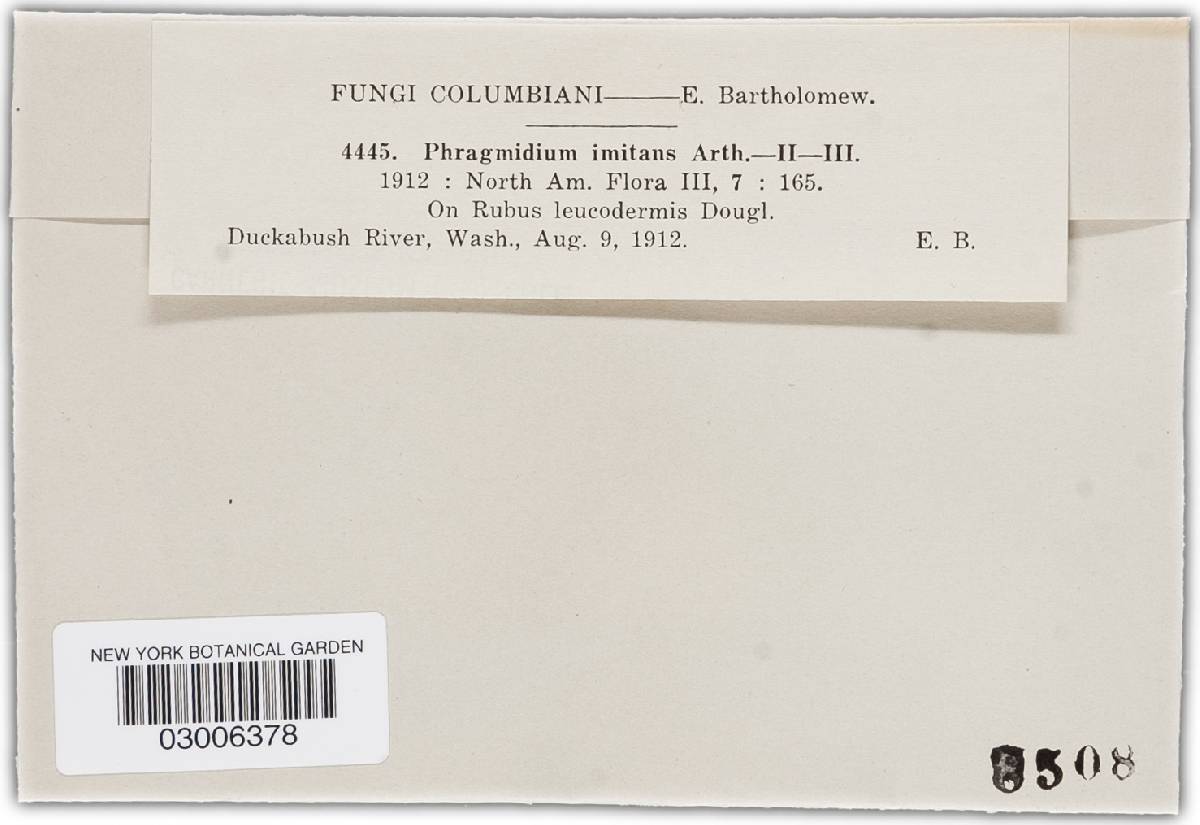 FUNGI COLUMBIANI——E. Bartholomew.
4445. Phragmidium imitans Arth.—II—III.
1912 : North Am. Flora III, 7 : 165.
On Rubus leucodermis Dougl.
Duckabush River, Wash., Aug. 9, 1912. E. B.
NEW YORK BOTANICAL GARDEN
03006378